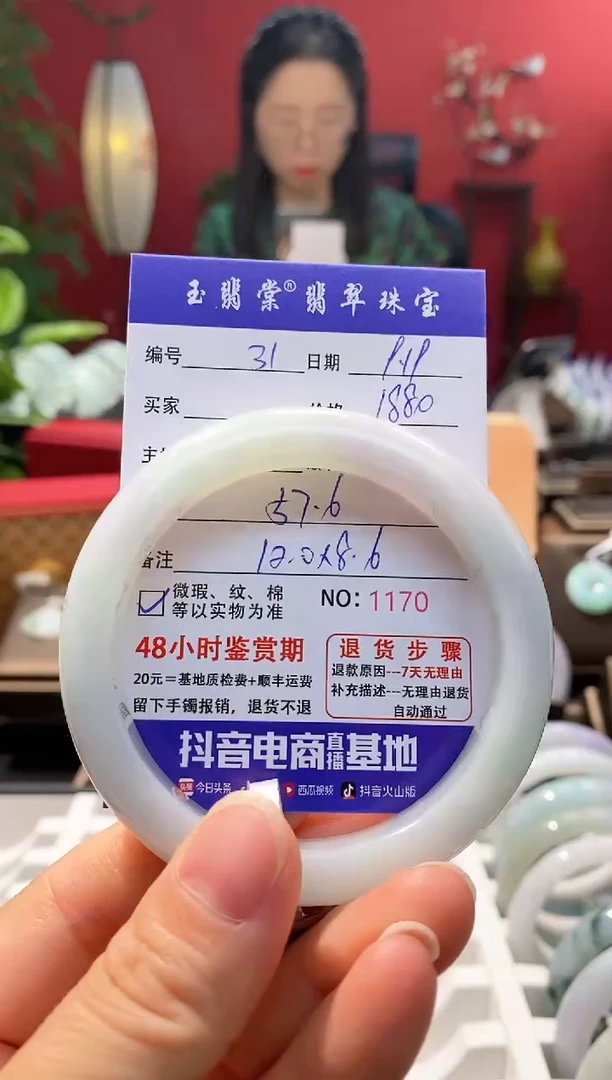 玉翡棠®翡翠珠宝
编号 31 日期
买家 价格 1880
57.6
备注 12.0×8.6
微瑕、纹、棉
等以实物为准
NO: 1170
48小时鉴赏期
20元=基地质检费+顺丰运费
留下手镯报销，退货不退
退货步骤
退款原因---7天无理由
补充描述---无理由退货
自动通过
抖音电商直播基地
今日头条 西瓜视频 抖音火山版